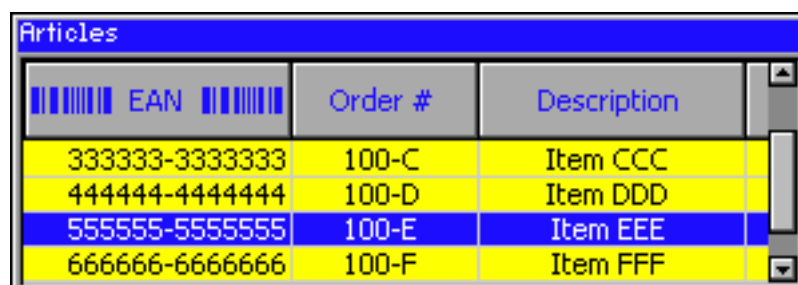 Articles
EAN Order # Description
333333-3333333 100-C Item CCC
444444-4444444 100-D Item DDD
555555-5555555 100-E Item EEE
666666-6666666 100-F Item FFF